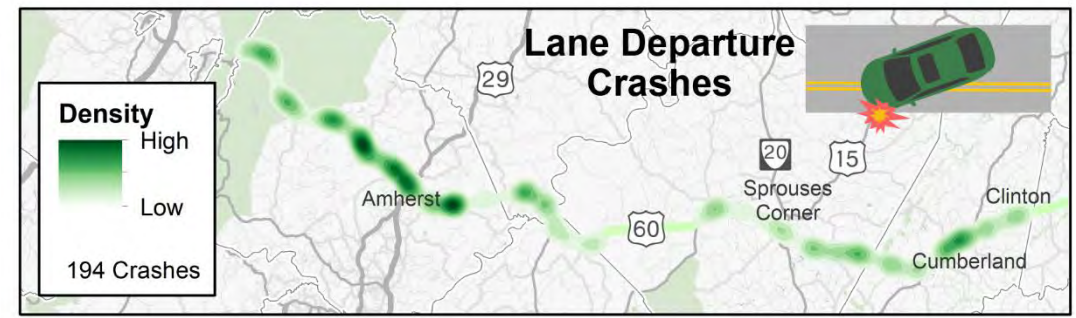 Lane Departure
Crashes
29
Density
High
Low
194 Crashes
Amherst
60
20
15
Sprouses
Corner
Clinton
Cumberland